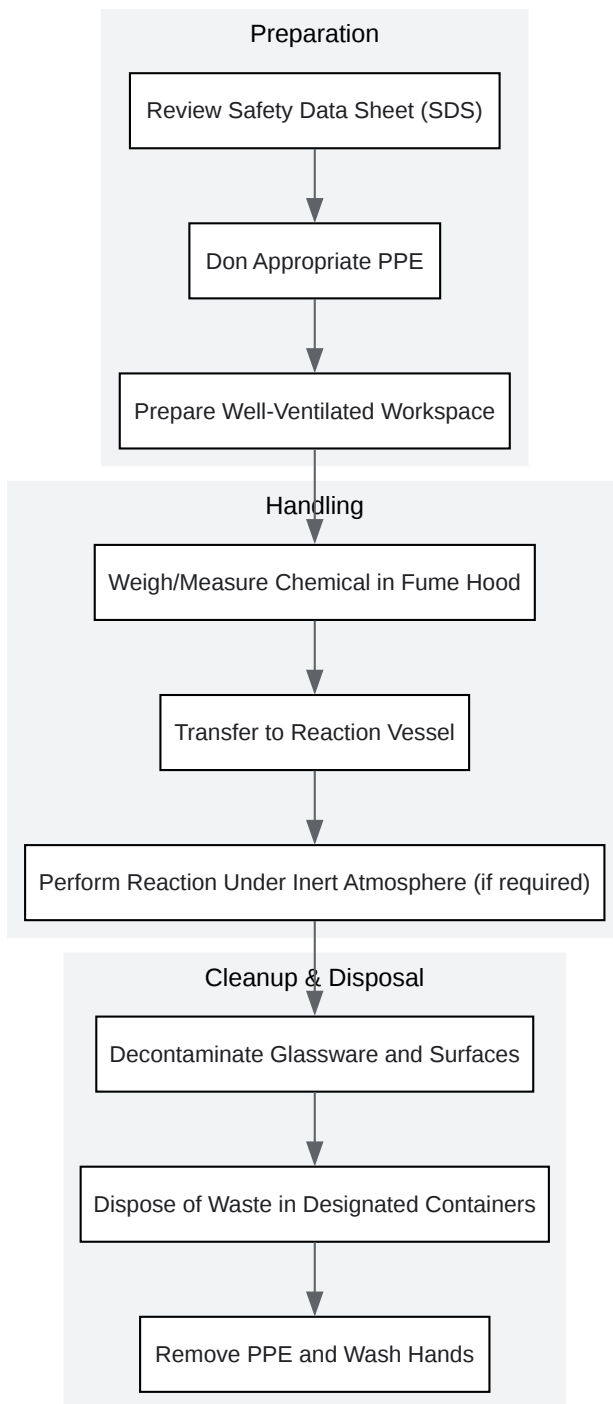 Preparation
Review Safety Data Sheet (SDS)
Don Appropriate PPE
Prepare Well-Ventilated Workspace
Handling
Weigh/Measure Chemical in Fume Hood
Transfer to Reaction Vessel
Perform Reaction Under Inert Atmosphere (if required)
Cleanup & Disposal
Decontaminate Glassware and Surfaces
Dispose of Waste in Designated Containers
Remove PPE and Wash Hands